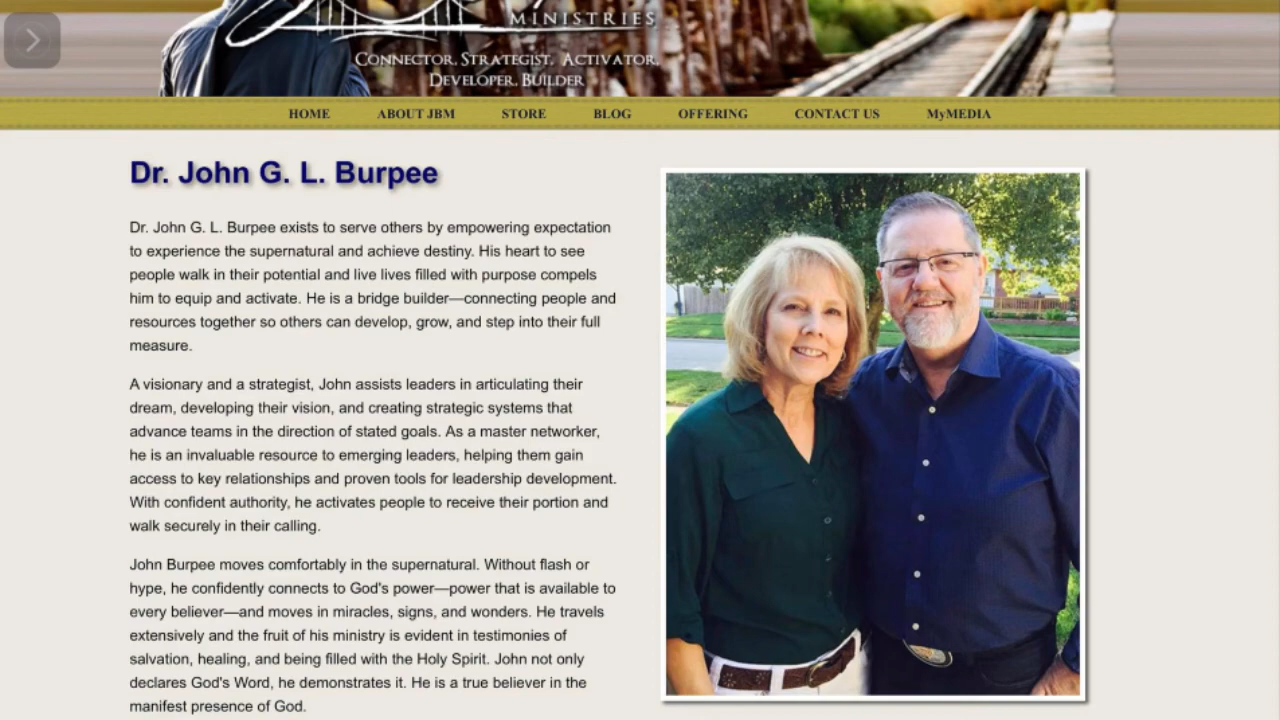 MINISTRIES
CONNECTOR, STRATEGIST, ACTIVATOR,
DEVELOPER, BUILDER
HOME ABOUT JBM STORE BLOG OFFERING CONTACT US MyMEDIA
Dr. John G. L. Burpee
Dr. John G. L. Burpee exists to serve others by empowering expectation
to experience the supernatural and achieve destiny. His heart to see
people walk in their potential and live lives filled with purpose compels
him to equip and activate. He is a bridge builder—connecting people and
resources together so others can develop, grow, and step into their full
measure.
A visionary and a strategist, John assists leaders in articulating their
dream, developing their vision, and creating strategic systems that
advance teams in the direction of stated goals. As a master networker,
he is an invaluable resource to emerging leaders, helping them gain
access to key relationships and proven tools for leadership development.
With confident authority, he activates people to receive their portion and
walk securely in their calling.
John Burpee moves comfortably in the supernatural. Without flash or
hype, he confidently connects to God's power—power that is available to
every believer—and moves in miracles, signs, and wonders. He travels
extensively and the fruit of his ministry is evident in testimonies of
salvation, healing, and being filled with the Holy Spirit. John not only
declares God's Word, he demonstrates it. He is a true believer in the
manifest presence of God.